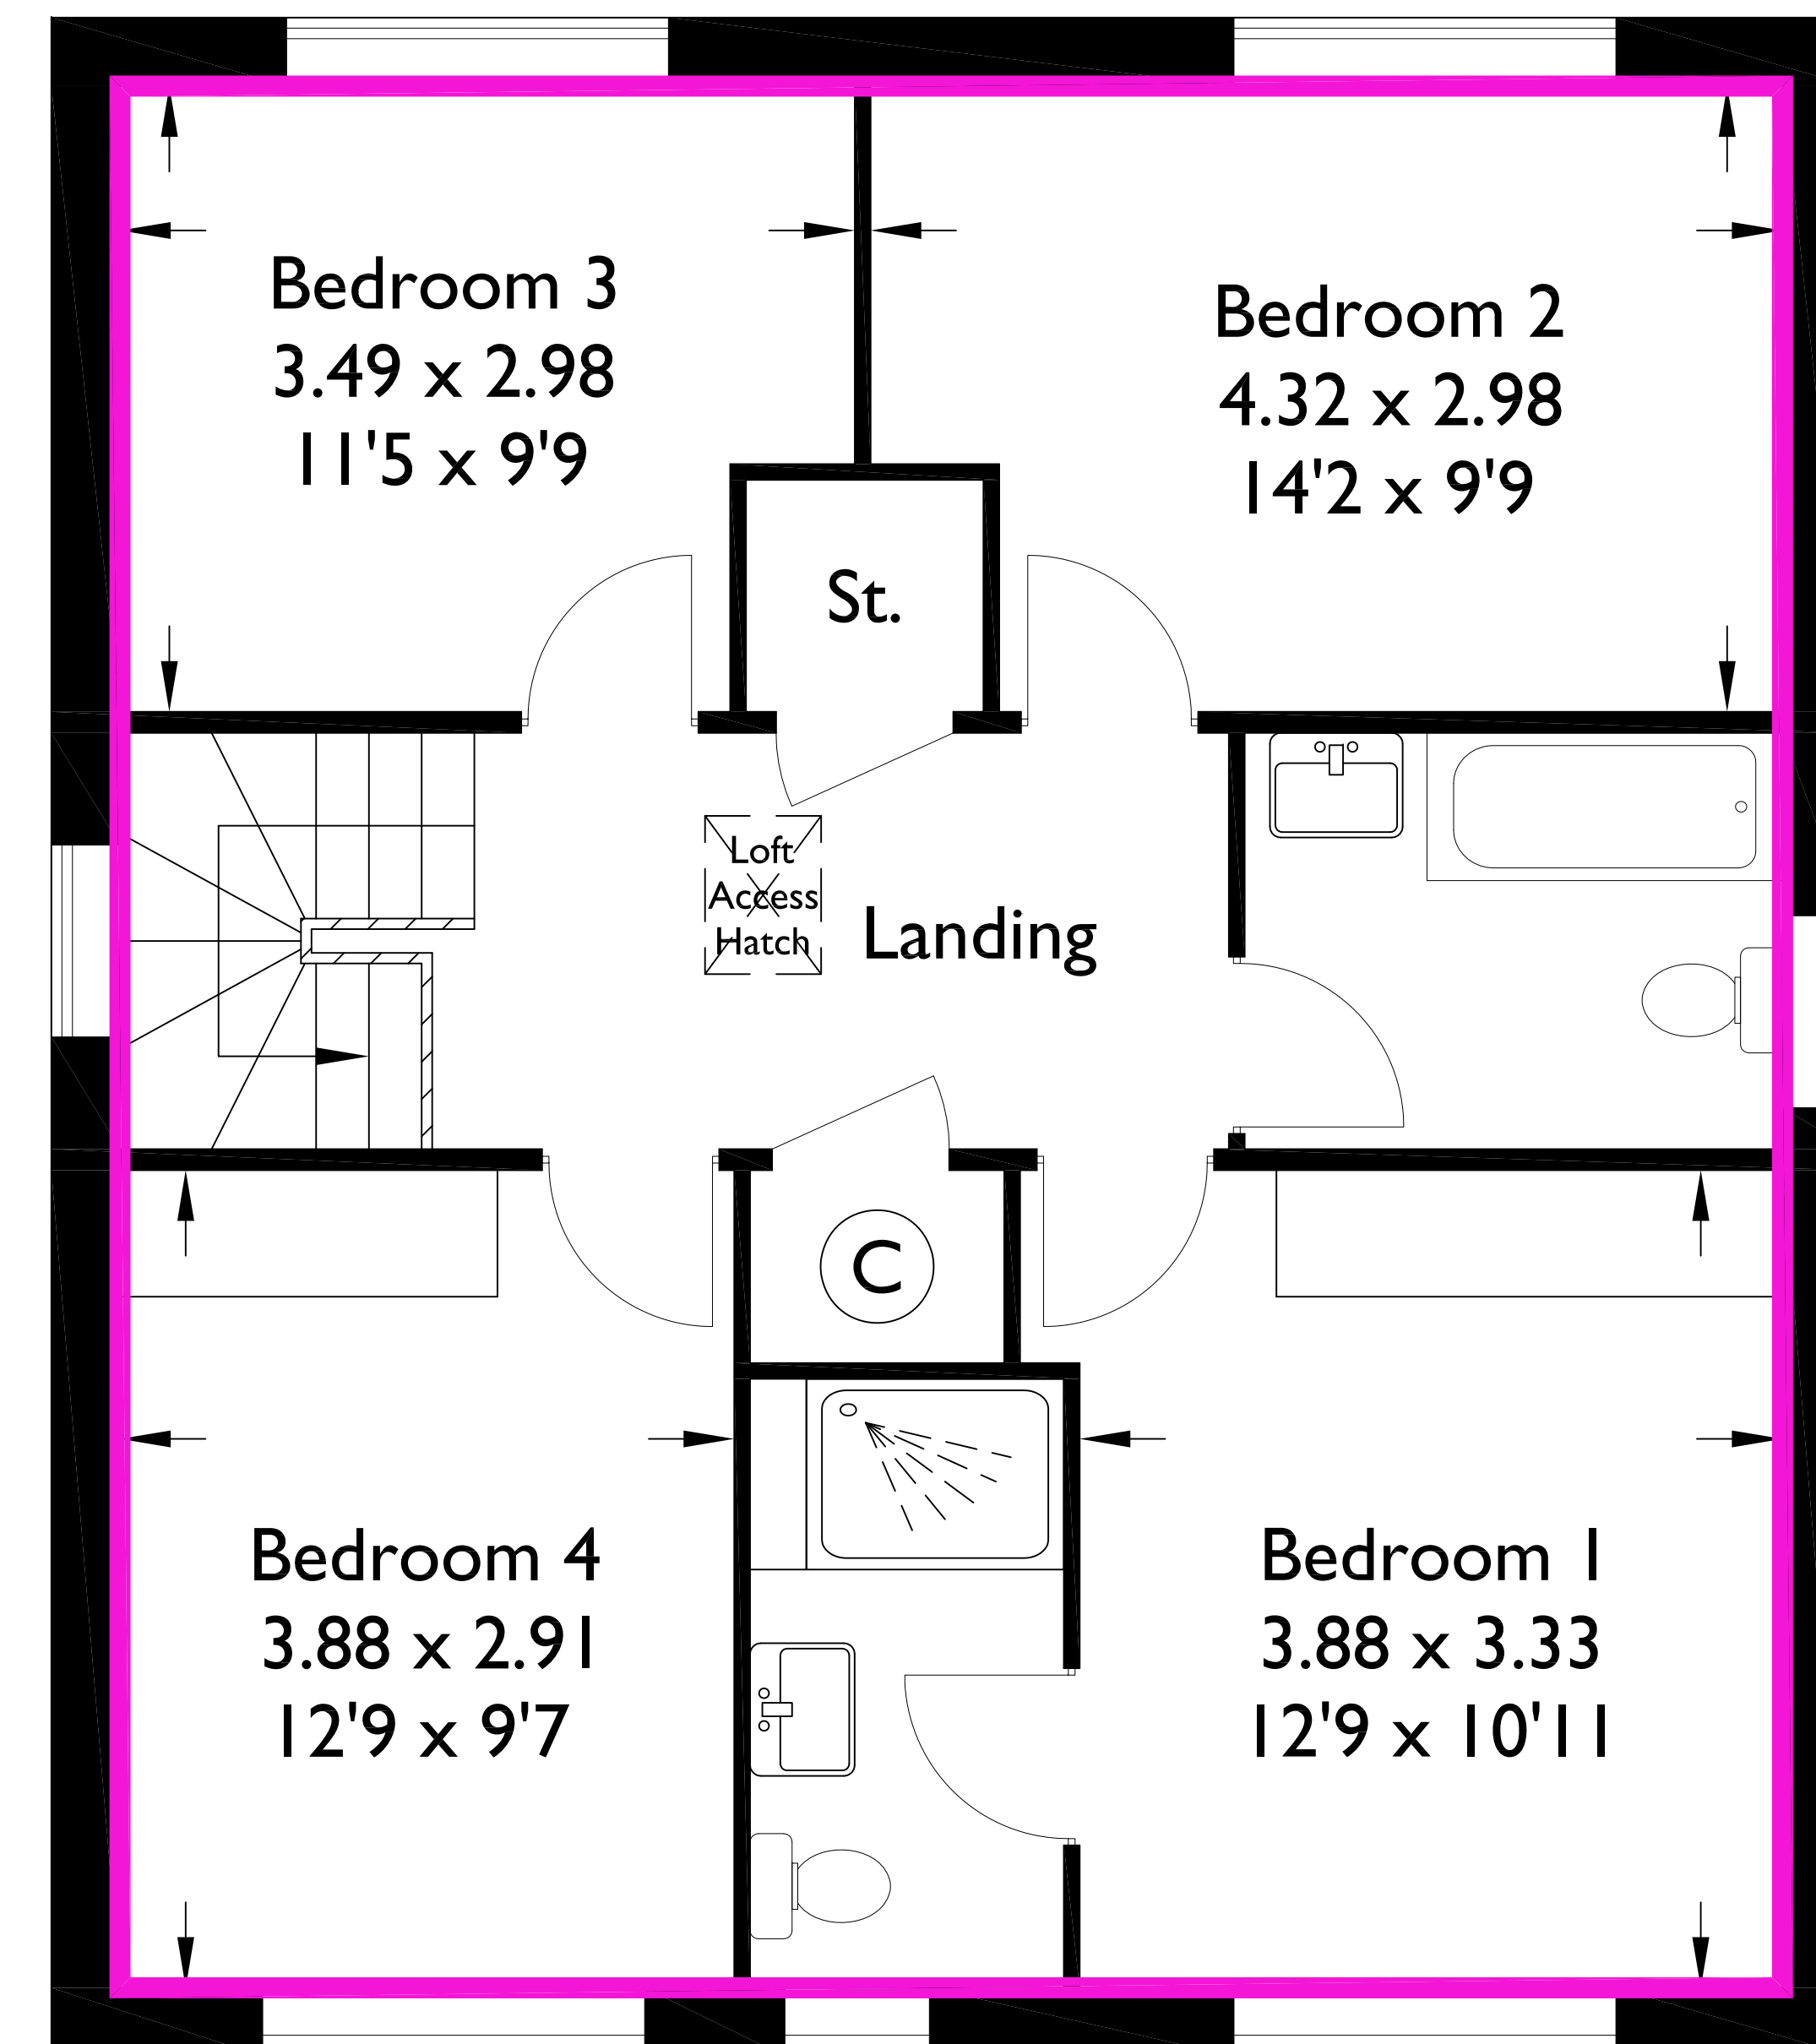 Bedroom 3
3.49 x 2.98
11'5 x 9'9
Bedroom 2
4.32 x 2.98
14'2 x 9'9
St.
Loft
Access
Hatch
Landing
C
Bedroom 4
3.88 x 2.91
12'9 x 9'7
Bedroom 1
3.88 x 3.33
12'9 x 10'11